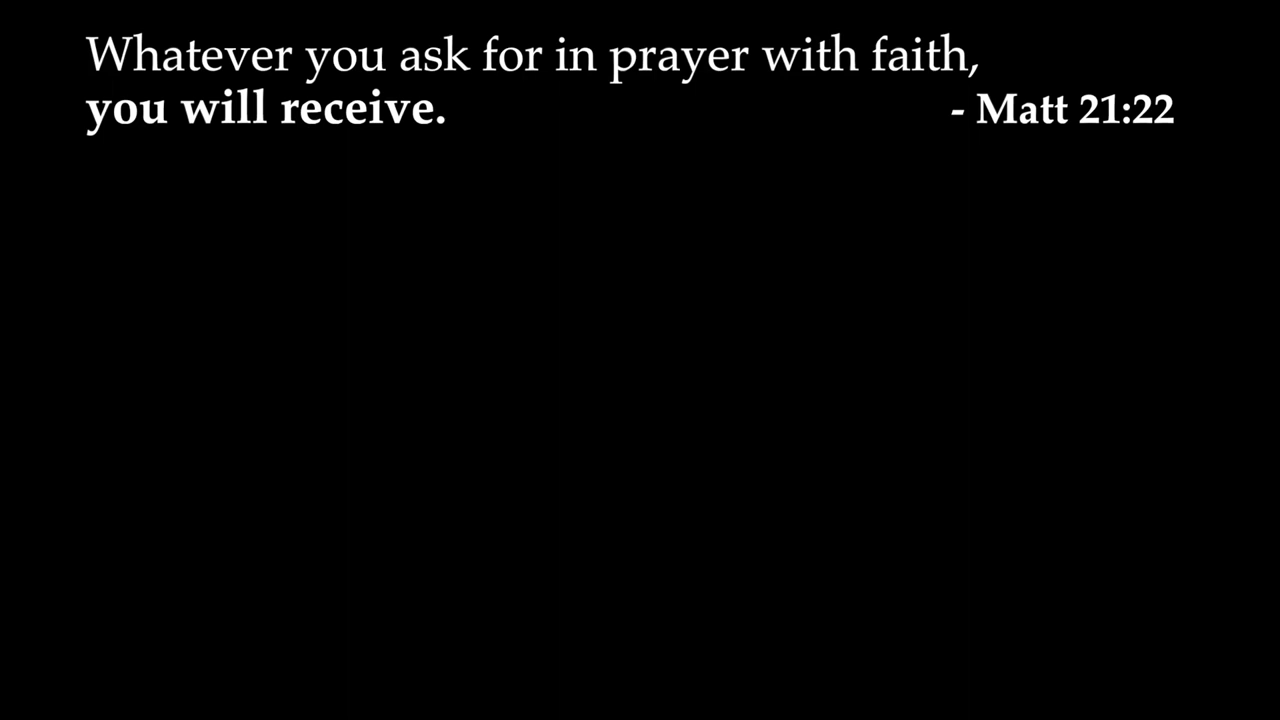 Whatever you ask for in prayer with faith,
you will receive. - Matt 21:22